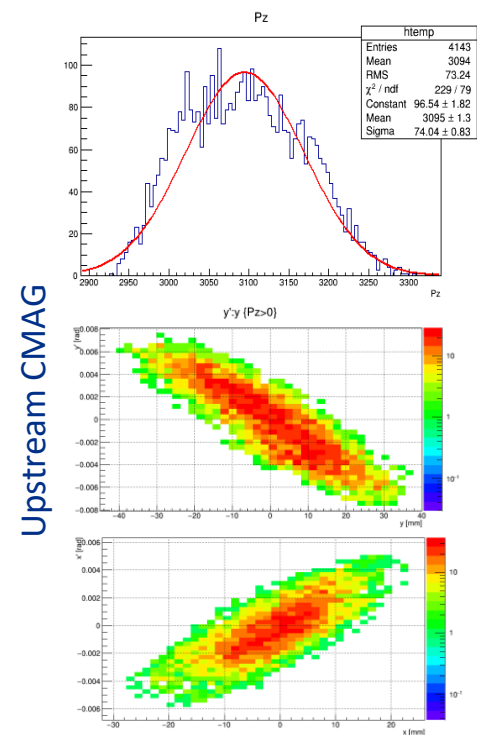 Pz
htemp
Entries 4143
Mean 3094
RMS 73.24
χ² / ndf 229 / 79
Constant 96.54 ± 1.82
Mean 3095 ± 1.3
Sigma 74.04 ± 0.83
100
80
60
40
20
0
2900 2950 3000 3050 3100 3150 3200 3250 3300
Pz
Upstream CMAG
y':y {Pz>0}
y' [rad]
0.008
0.006
0.004
0.002
0
−0.002
−0.004
−0.006
−0.008
−40 −30 −20 −10 0 10 20 30 40
y [mm]
10
1
10⁻¹
x' [rad]
0.006
0.004
0.002
0
−0.002
−0.004
−0.006
−30 −20 −10 0 10 20
x [mm]
10
1
10⁻¹